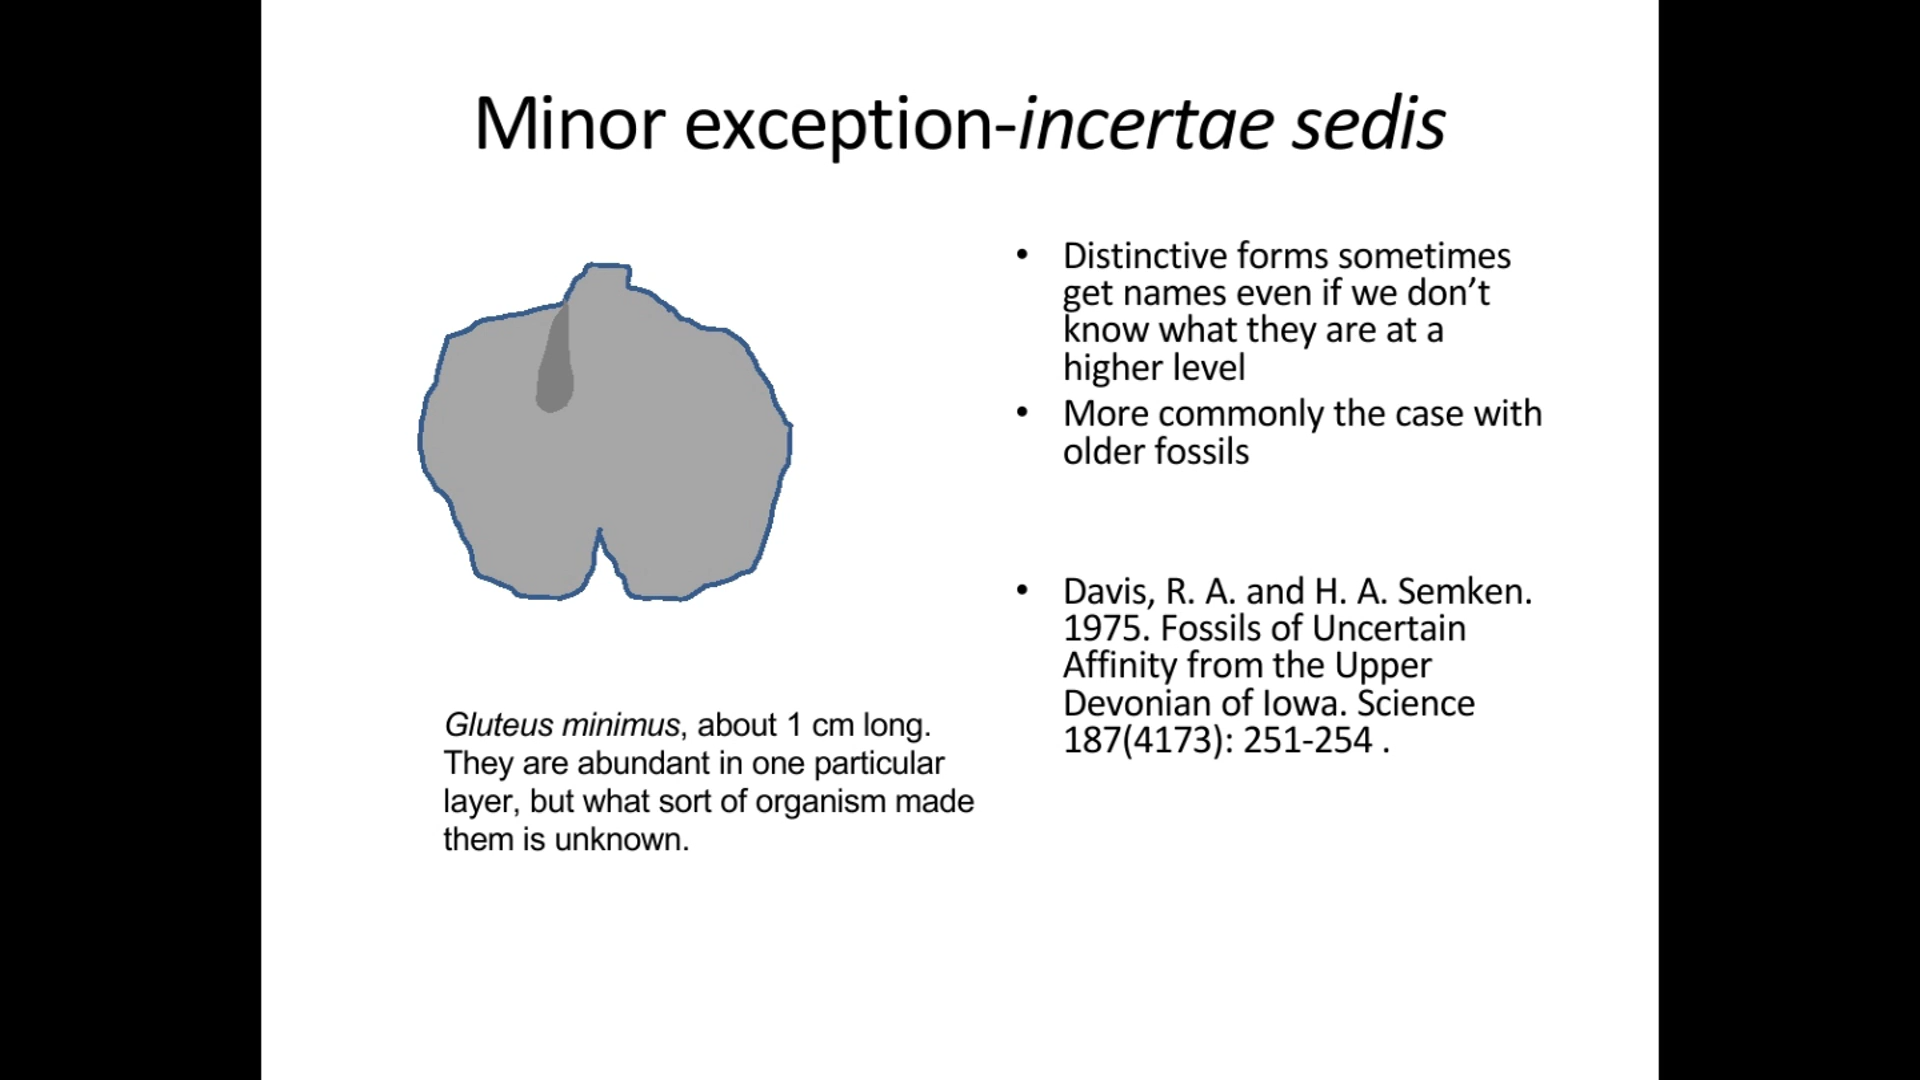 Minor exception-incertae sedis
• Distinctive forms sometimes
get names even if we don’t
know what they are at a
higher level
• More commonly the case with
older fossils
• Davis, R. A. and H. A. Semken.
1975. Fossils of Uncertain
Affinity from the Upper
Devonian of Iowa. Science
187(4173): 251-254 .
Gluteus minimus, about 1 cm long.
They are abundant in one particular
layer, but what sort of organism made
them is unknown.